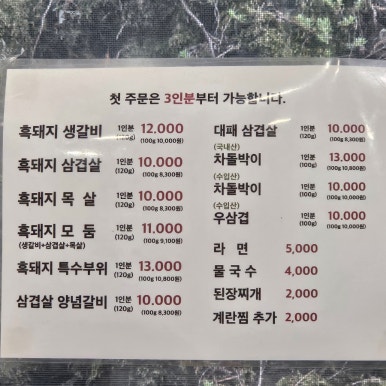 첫 주문은 3인분부터 가능합니다.
흑돼지 생갈비 1인분 (120g) 12,000 (100g 10,000원)
흑돼지 삼겹살 1인분 (120g) 10,000 (100g 8,300원)
흑돼지 목 살 1인분 (120g) 10,000 (100g 8,300원)
흑돼지 모 둠 1인분 (120g) 11,000 (100g 9,100원)
(생갈비+삼겹살+목살)
흑돼지 특수부위 1인분 (120g) 13,000 (100g 10,800원)
삼겹살 양념갈비 1인분 (120g) 10,000 (100g 8,300원)
대패 삼겹살 1인분 (120g) 10,000 (100g 8,300원)
(국내산)
차돌박이 1인분 13,000 (100g 10,800원)
(수입산)
차돌박이 1인분 10,000
(수입산)
우삼겹 1인분 (100g) 10,000 (100g 10,000원)
라 면 5,000
물 국 수 4,000
된장찌개 2,000
계란찜 추가 2,000